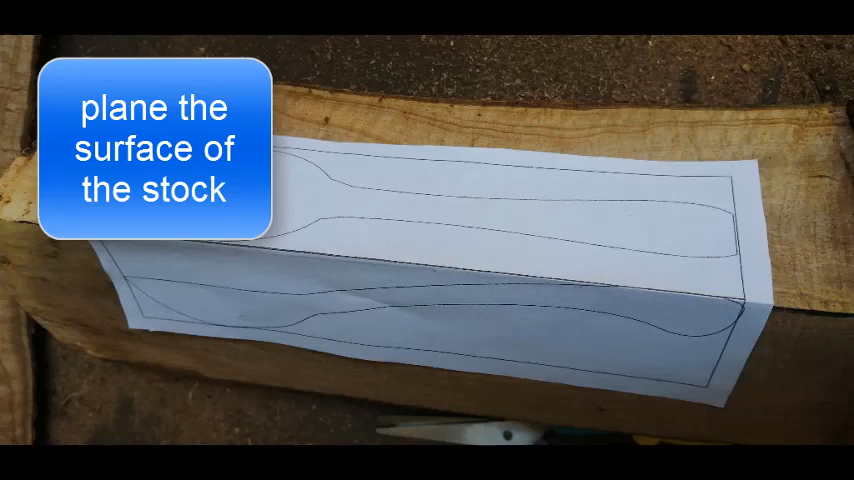 plane the
surface of
the stock